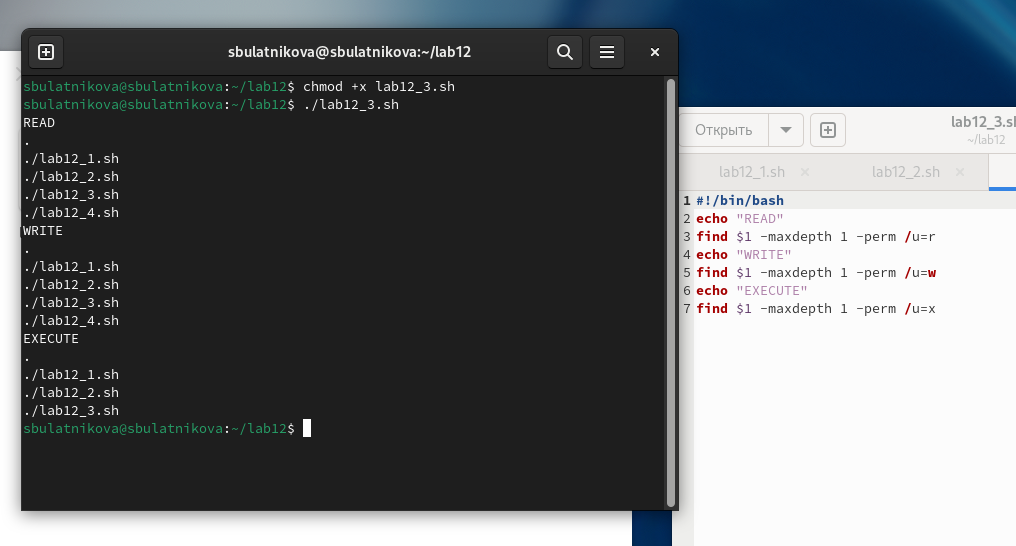 sbulatnikova@sbulatnikova:~/lab12
sbulatnikova@sbulatnikova:~/lab12$ chmod +x lab12_3.sh
sbulatnikova@sbulatnikova:~/lab12$ ./lab12_3.sh
READ
.
./lab12_1.sh
./lab12_2.sh
./lab12_3.sh
./lab12_4.sh
WRITE
.
./lab12_1.sh
./lab12_2.sh
./lab12_3.sh
./lab12_4.sh
EXECUTE
.
./lab12_1.sh
./lab12_2.sh
./lab12_3.sh
sbulatnikova@sbulatnikova:~/lab12$
Открыть
lab12_3.sh
~/lab12
lab12_1.sh
lab12_2.sh
1 #!/bin/bash
2 echo "READ"
3 find $1 -maxdepth 1 -perm /u=r
4 echo "WRITE"
5 find $1 -maxdepth 1 -perm /u=w
6 echo "EXECUTE"
7 find $1 -maxdepth 1 -perm /u=x